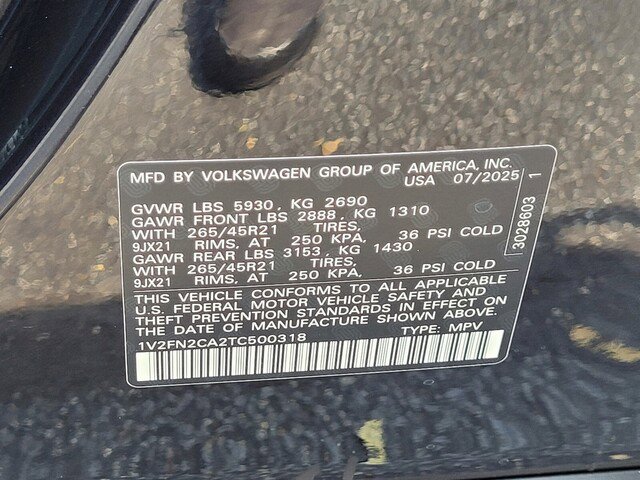 MFD BY VOLKSWAGEN GROUP OF AMERICA, INC.
USA 07/2025
GVWR LBS 5930, KG 2690
GAWR FRONT LBS 2888, KG 1310
WITH 265/45R21 TIRES,
9JX21 RIMS, AT 250 KPA, 36 PSI COLD
GAWR REAR LBS 3153, KG 1430
WITH 265/45R21 TIRES,
9JX21 RIMS, AT 250 KPA, 36 PSI COLD
THIS VEHICLE CONFORMS TO ALL APPLICABLE
U.S. FEDERAL MOTOR VEHICLE SAFETY AND
THEFT PREVENTION STANDARDS IN EFFECT ON
THE DATE OF MANUFACTURE SHOWN ABOVE.
1V2FN2CA2TC500318 TYPE: MPV
3028603 1